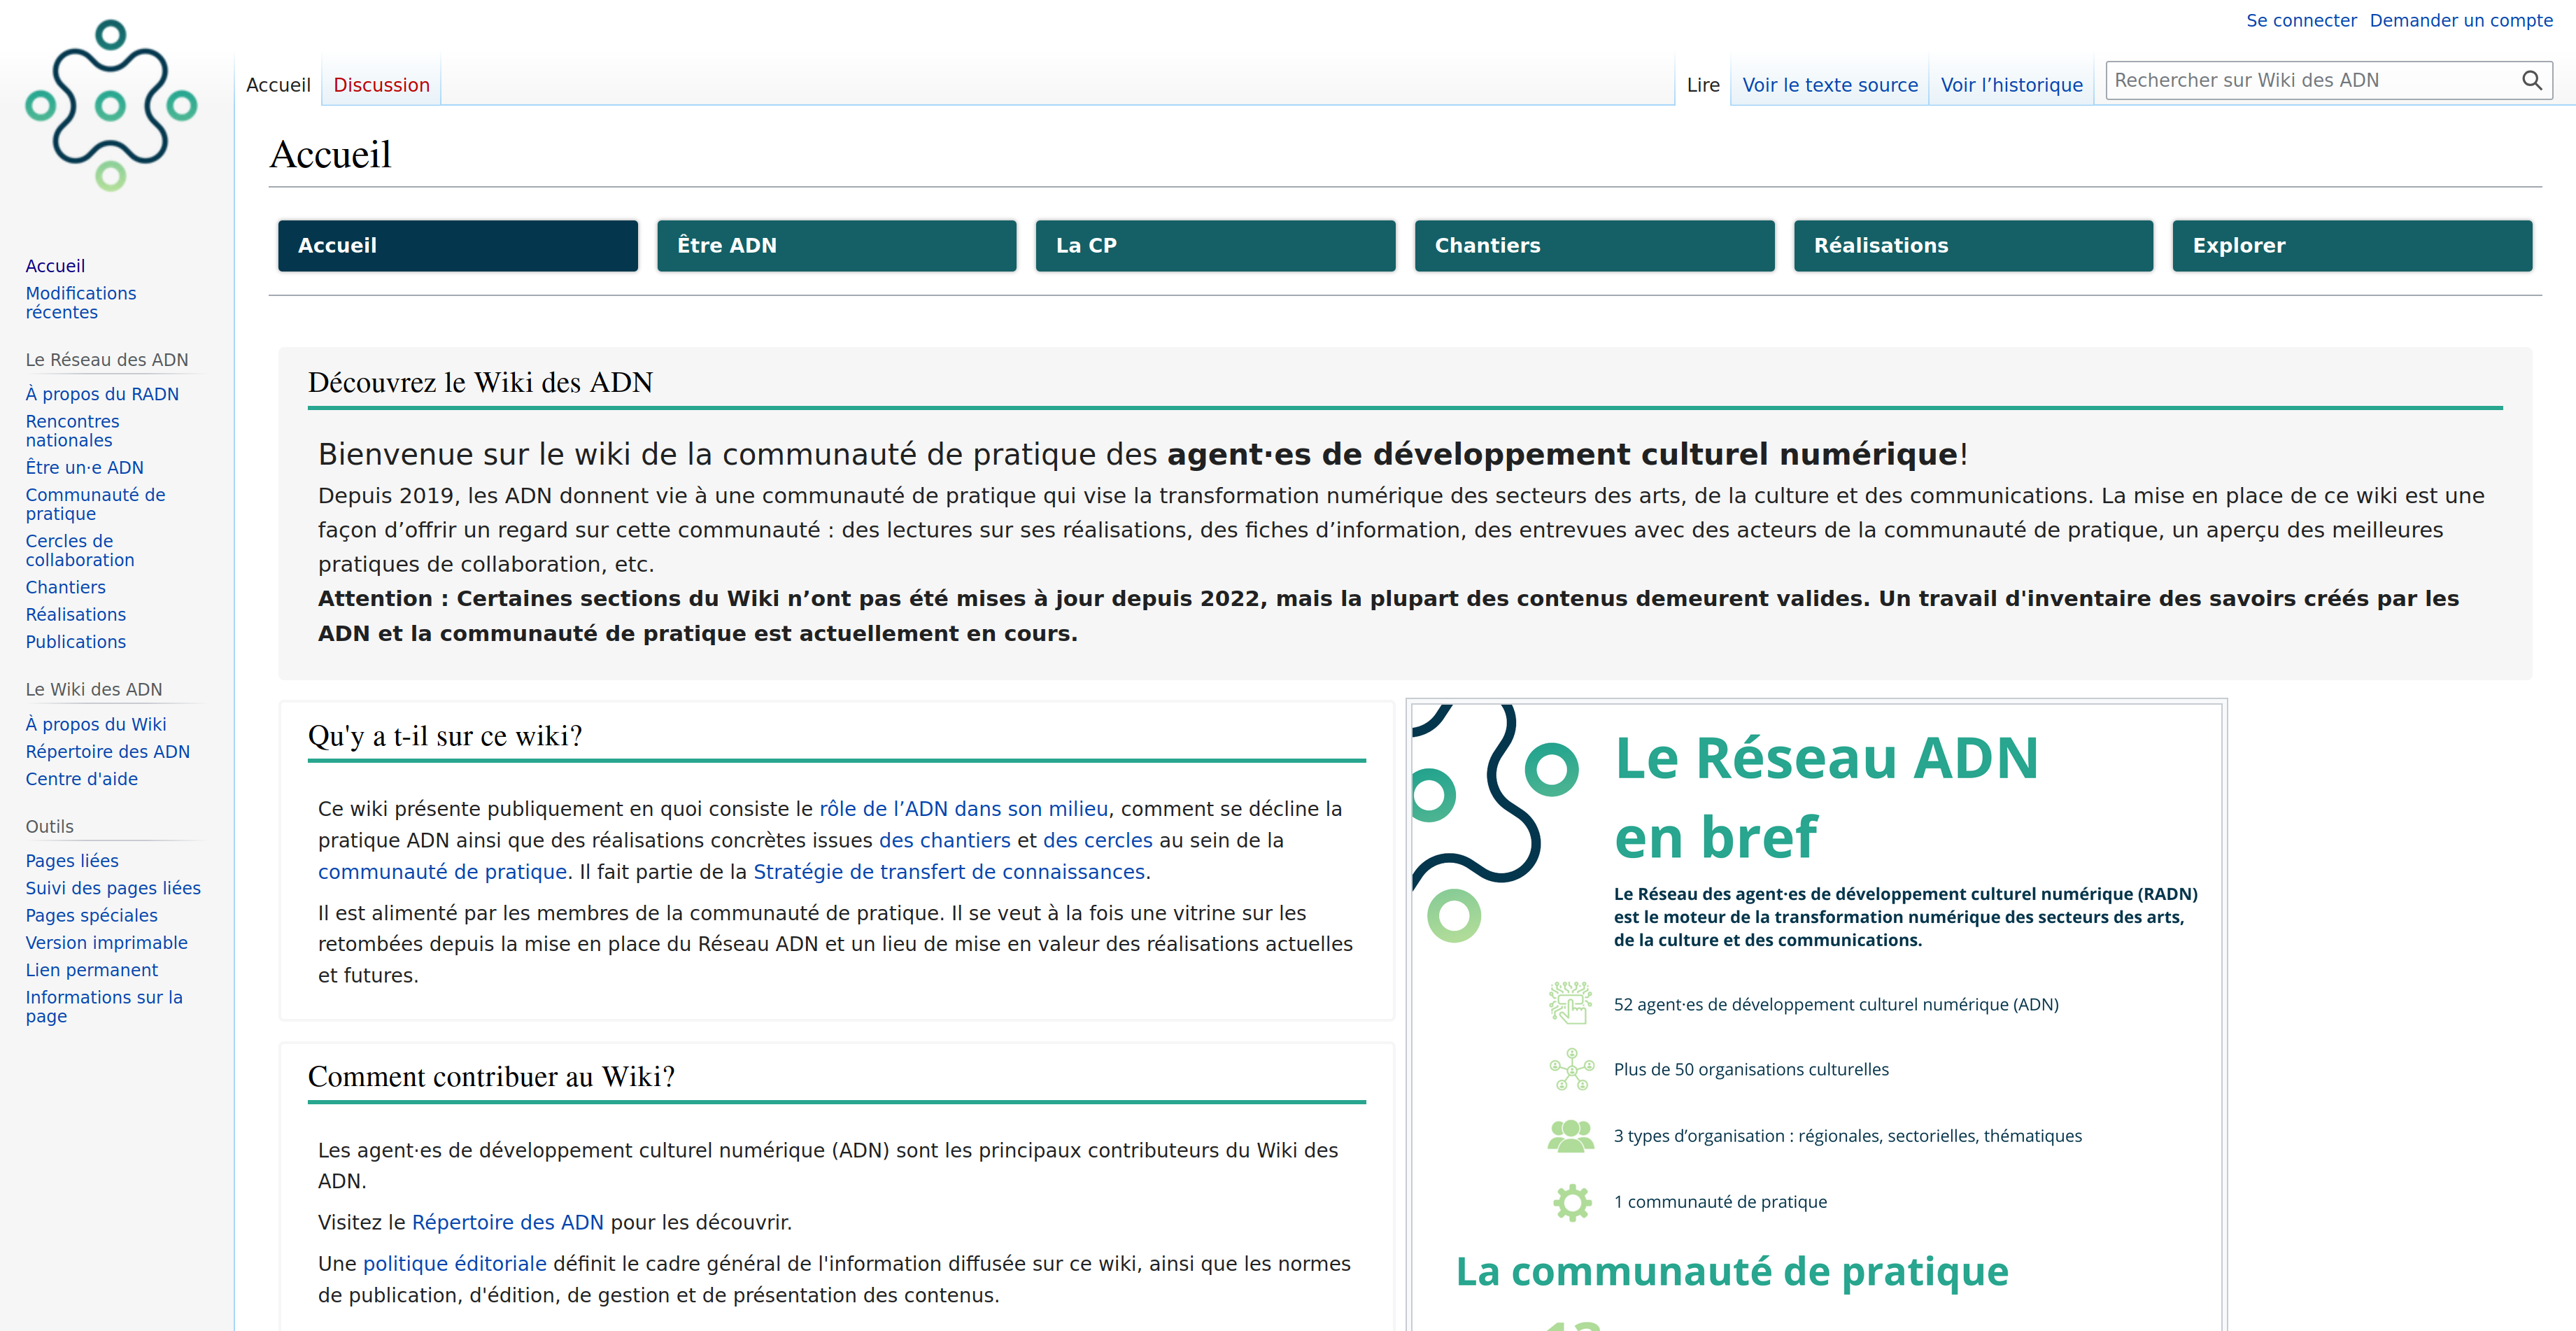 Se connecter Demander un compte
Accueil Discussion Lire Voir le texte source Voir l’historique Rechercher sur Wiki des ADN
Accueil
Accueil Être ADN La CP Chantiers Réalisations Explorer
Accueil
Modifications
récentes
Le Réseau des ADN
À propos du RADN
Rencontres
nationales
Être un·e ADN
Communauté de
pratique
Cercles de
collaboration
Chantiers
Réalisations
Publications
Le Wiki des ADN
À propos du Wiki
Répertoire des ADN
Centre d'aide
Outils
Pages liées
Suivi des pages liées
Pages spéciales
Version imprimable
Lien permanent
Informations sur la
page
Découvrez le Wiki des ADN
Bienvenue sur le wiki de la communauté de pratique des agent·es de développement culturel numérique!
Depuis 2019, les ADN donnent vie à une communauté de pratique qui vise la transformation numérique des secteurs des arts, de la culture et des communications. La mise en place de ce wiki est une
façon d’offrir un regard sur cette communauté : des lectures sur ses réalisations, des fiches d’information, des entrevues avec des acteurs de la communauté de pratique, un aperçu des meilleures
pratiques de collaboration, etc.
Attention : Certaines sections du Wiki n’ont pas été mises à jour depuis 2022, mais la plupart des contenus demeurent valides. Un travail d'inventaire des savoirs créés par les
ADN et la communauté de pratique est actuellement en cours.
Qu'y a t-il sur ce wiki?
Ce wiki présente publiquement en quoi consiste le rôle de l’ADN dans son milieu, comment se décline la
pratique ADN ainsi que des réalisations concrètes issues des chantiers et des cercles au sein de la
communauté de pratique. Il fait partie de la Stratégie de transfert de connaissances.
Il est alimenté par les membres de la communauté de pratique. Il se veut à la fois une vitrine sur les
retombées depuis la mise en place du Réseau ADN et un lieu de mise en valeur des réalisations actuelles
et futures.
Comment contribuer au Wiki?
Les agent·es de développement culturel numérique (ADN) sont les principaux contributeurs du Wiki des
ADN.
Visitez le Répertoire des ADN pour les découvrir.
Une politique éditoriale définit le cadre général de l'information diffusée sur ce wiki, ainsi que les normes
de publication, d'édition, de gestion et de présentation des contenus.
Le Réseau ADN
en bref
Le Réseau des agent·es de développement culturel numérique (RADN)
est le moteur de la transformation numérique des secteurs des arts,
de la culture et des communications.
52 agent·es de développement culturel numérique (ADN)
Plus de 50 organisations culturelles
3 types d’organisation : régionales, sectorielles, thématiques
1 communauté de pratique
La communauté de pratique